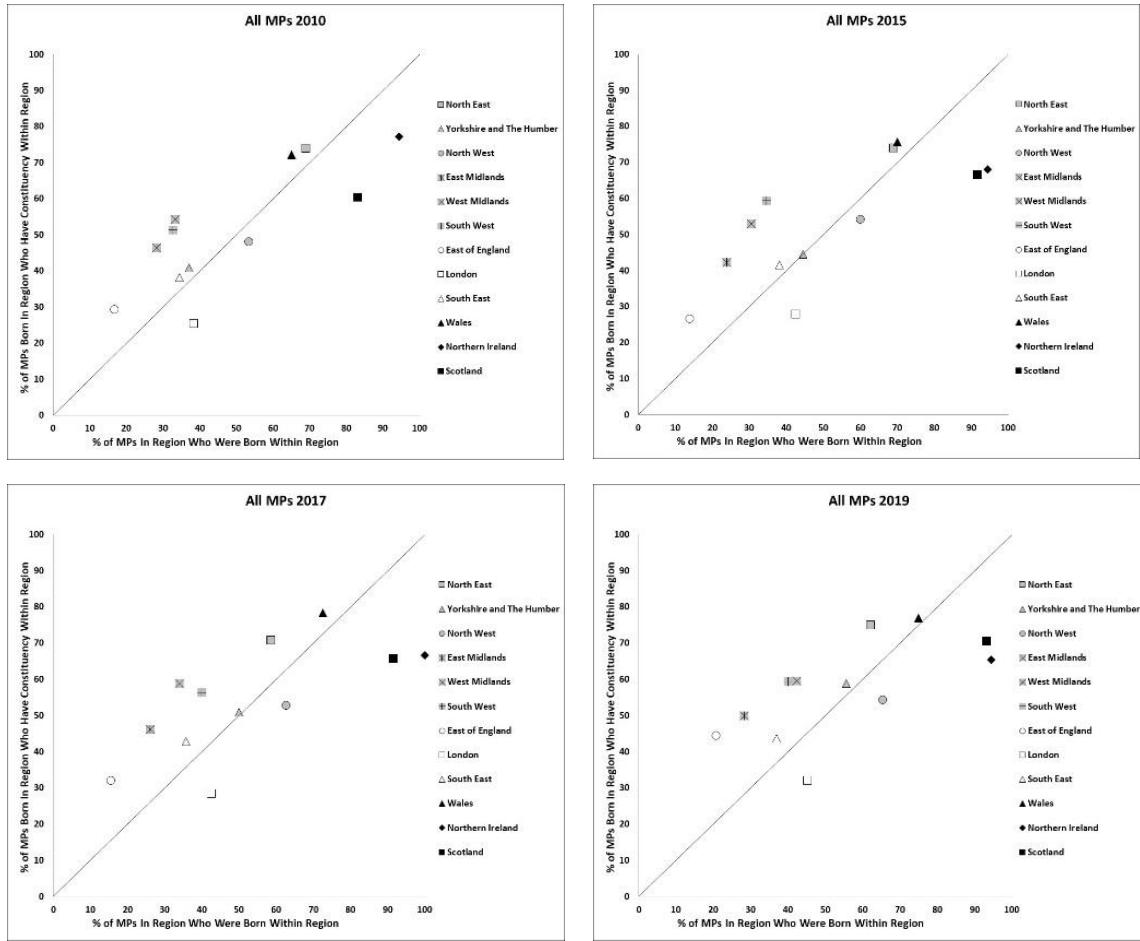 All MPs 2010
% of MPs Born In Region Who Have Constituency Within Region
100
90
80
70
60
50
40
30
20
10
0
0 10 20 30 40 50 60 70 80 90 100
% of MPs In Region Who Were Born Within Region
North East
Yorkshire and The Humber
North West
East Midlands
West Midlands
South West
East of England
London
South East
Wales
Northern Ireland
Scotland
All MPs 2015
% of MPs Born In Region Who Have Constituency Within Region
100
90
80
70
60
50
40
30
20
10
0
0 10 20 30 40 50 60 70 80 90 100
% of MPs In Region Who Were Born Within Region
North East
Yorkshire and The Humber
North West
East Midlands
West Midlands
South West
East of England
London
South East
Wales
Northern Ireland
Scotland
All MPs 2017
% of MPs Born In Region Who Have Constituency Within Region
100
90
80
70
60
50
40
30
20
10
0
0 10 20 30 40 50 60 70 80 90 100
% of MPs In Region Who Were Born Within Region
North East
Yorkshire and The Humber
North West
East Midlands
West Midlands
South West
East of England
London
South East
Wales
Northern Ireland
Scotland
All MPs 2019
% of MPs Born In Region Who Have Constituency Within Region
100
90
80
70
60
50
40
30
20
10
0
0 10 20 30 40 50 60 70 80 90 100
% of MPs In Region Who Were Born Within Region
North East
Yorkshire and The Humber
North West
East Midlands
West Midlands
South West
East of England
London
South East
Wales
Northern Ireland
Scotland